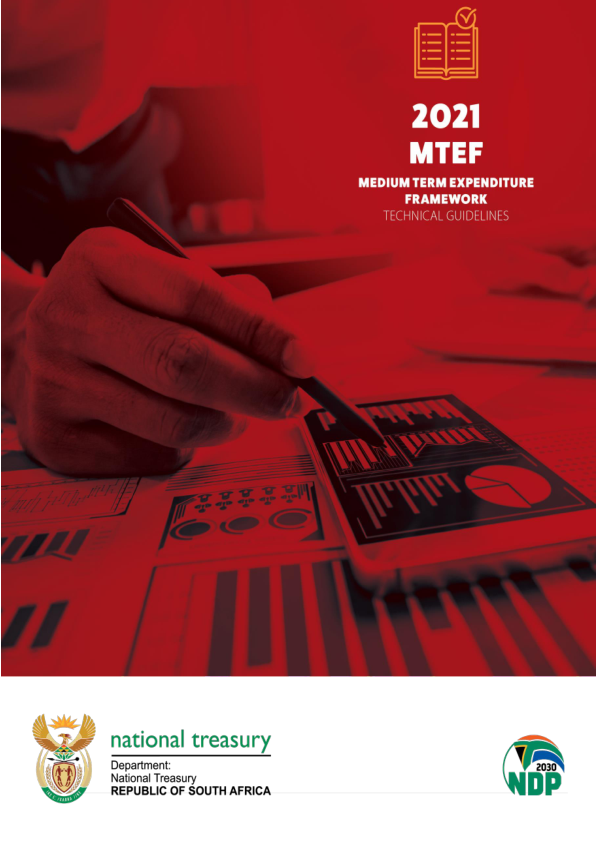 2021
MTEF
MEDIUM TERM EXPENDITURE
FRAMEWORK
TECHNICAL GUIDELINES
national treasury
Department:
National Treasury
REPUBLIC OF SOUTH AFRICA
2030
NDP